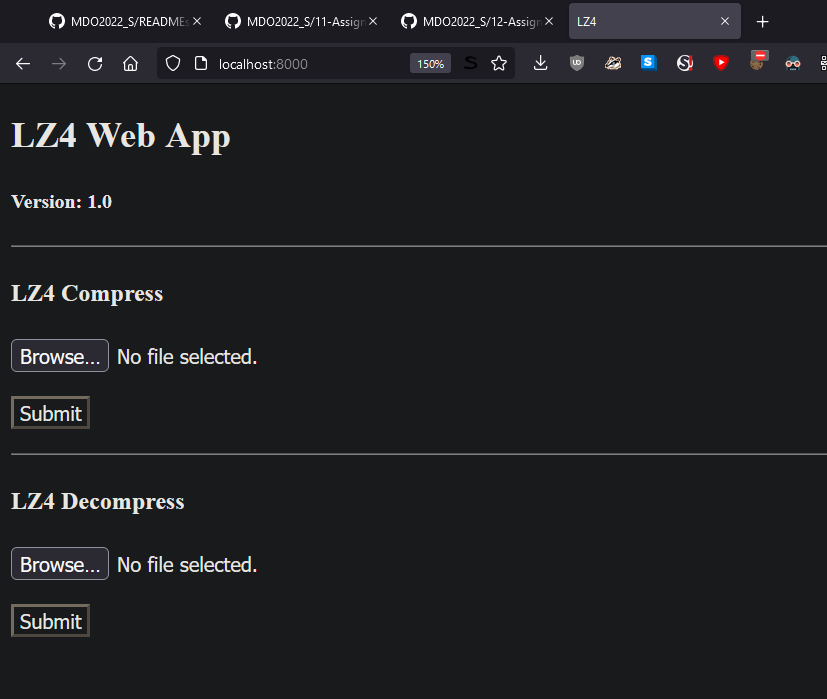 MDO2022_S/READMEs
MDO2022_S/11-Assign
MDO2022_S/12-Assign
LZ4
localhost:8000
150%
LZ4 Web App
Version: 1.0
LZ4 Compress
Browse... No file selected.
Submit
LZ4 Decompress
Browse... No file selected.
Submit